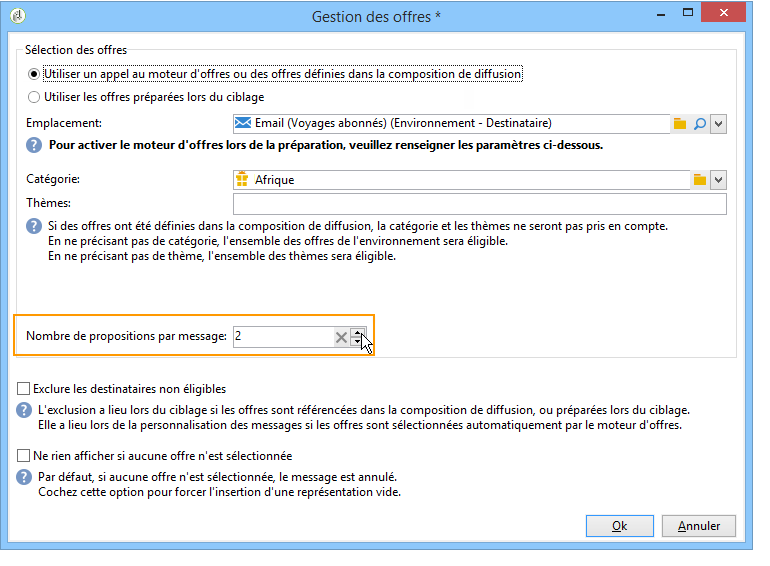 Gestion des offres *
Sélection des offres
Utiliser un appel au moteur d'offres ou des offres définies dans la composition de diffusion
Utiliser les offres préparées lors du ciblage
Emplacement: Email (Voyages abonnés) (Environnement - Destinataire)
Pour activer le moteur d'offres lors de la préparation, veuillez renseigner les paramètres ci-dessous.
Catégorie: Afrique
Thèmes:
Si des offres ont été définies dans la composition de diffusion, la catégorie et les thèmes ne seront pas pris en compte.
En ne précisant pas de catégorie, l'ensemble des offres de l'environnement sera éligible.
En ne précisant pas de thème, l'ensemble des thèmes sera éligible.
Nombre de propositions par message: 2
Exclure les destinataires non éligibles
L'exclusion a lieu lors du ciblage si les offres sont référencées dans la composition de diffusion, ou préparées lors du ciblage.
Elle a lieu lors de la personnalisation des messages si les offres sont sélectionnées automatiquement par le moteur d'offres.
Ne rien afficher si aucune offre n'est sélectionnée
Par défaut, si aucune offre n'est sélectionnée, le message est annulé.
Cochez cette option pour forcer l'insertion d'une représentation vide.
Ok Annuler